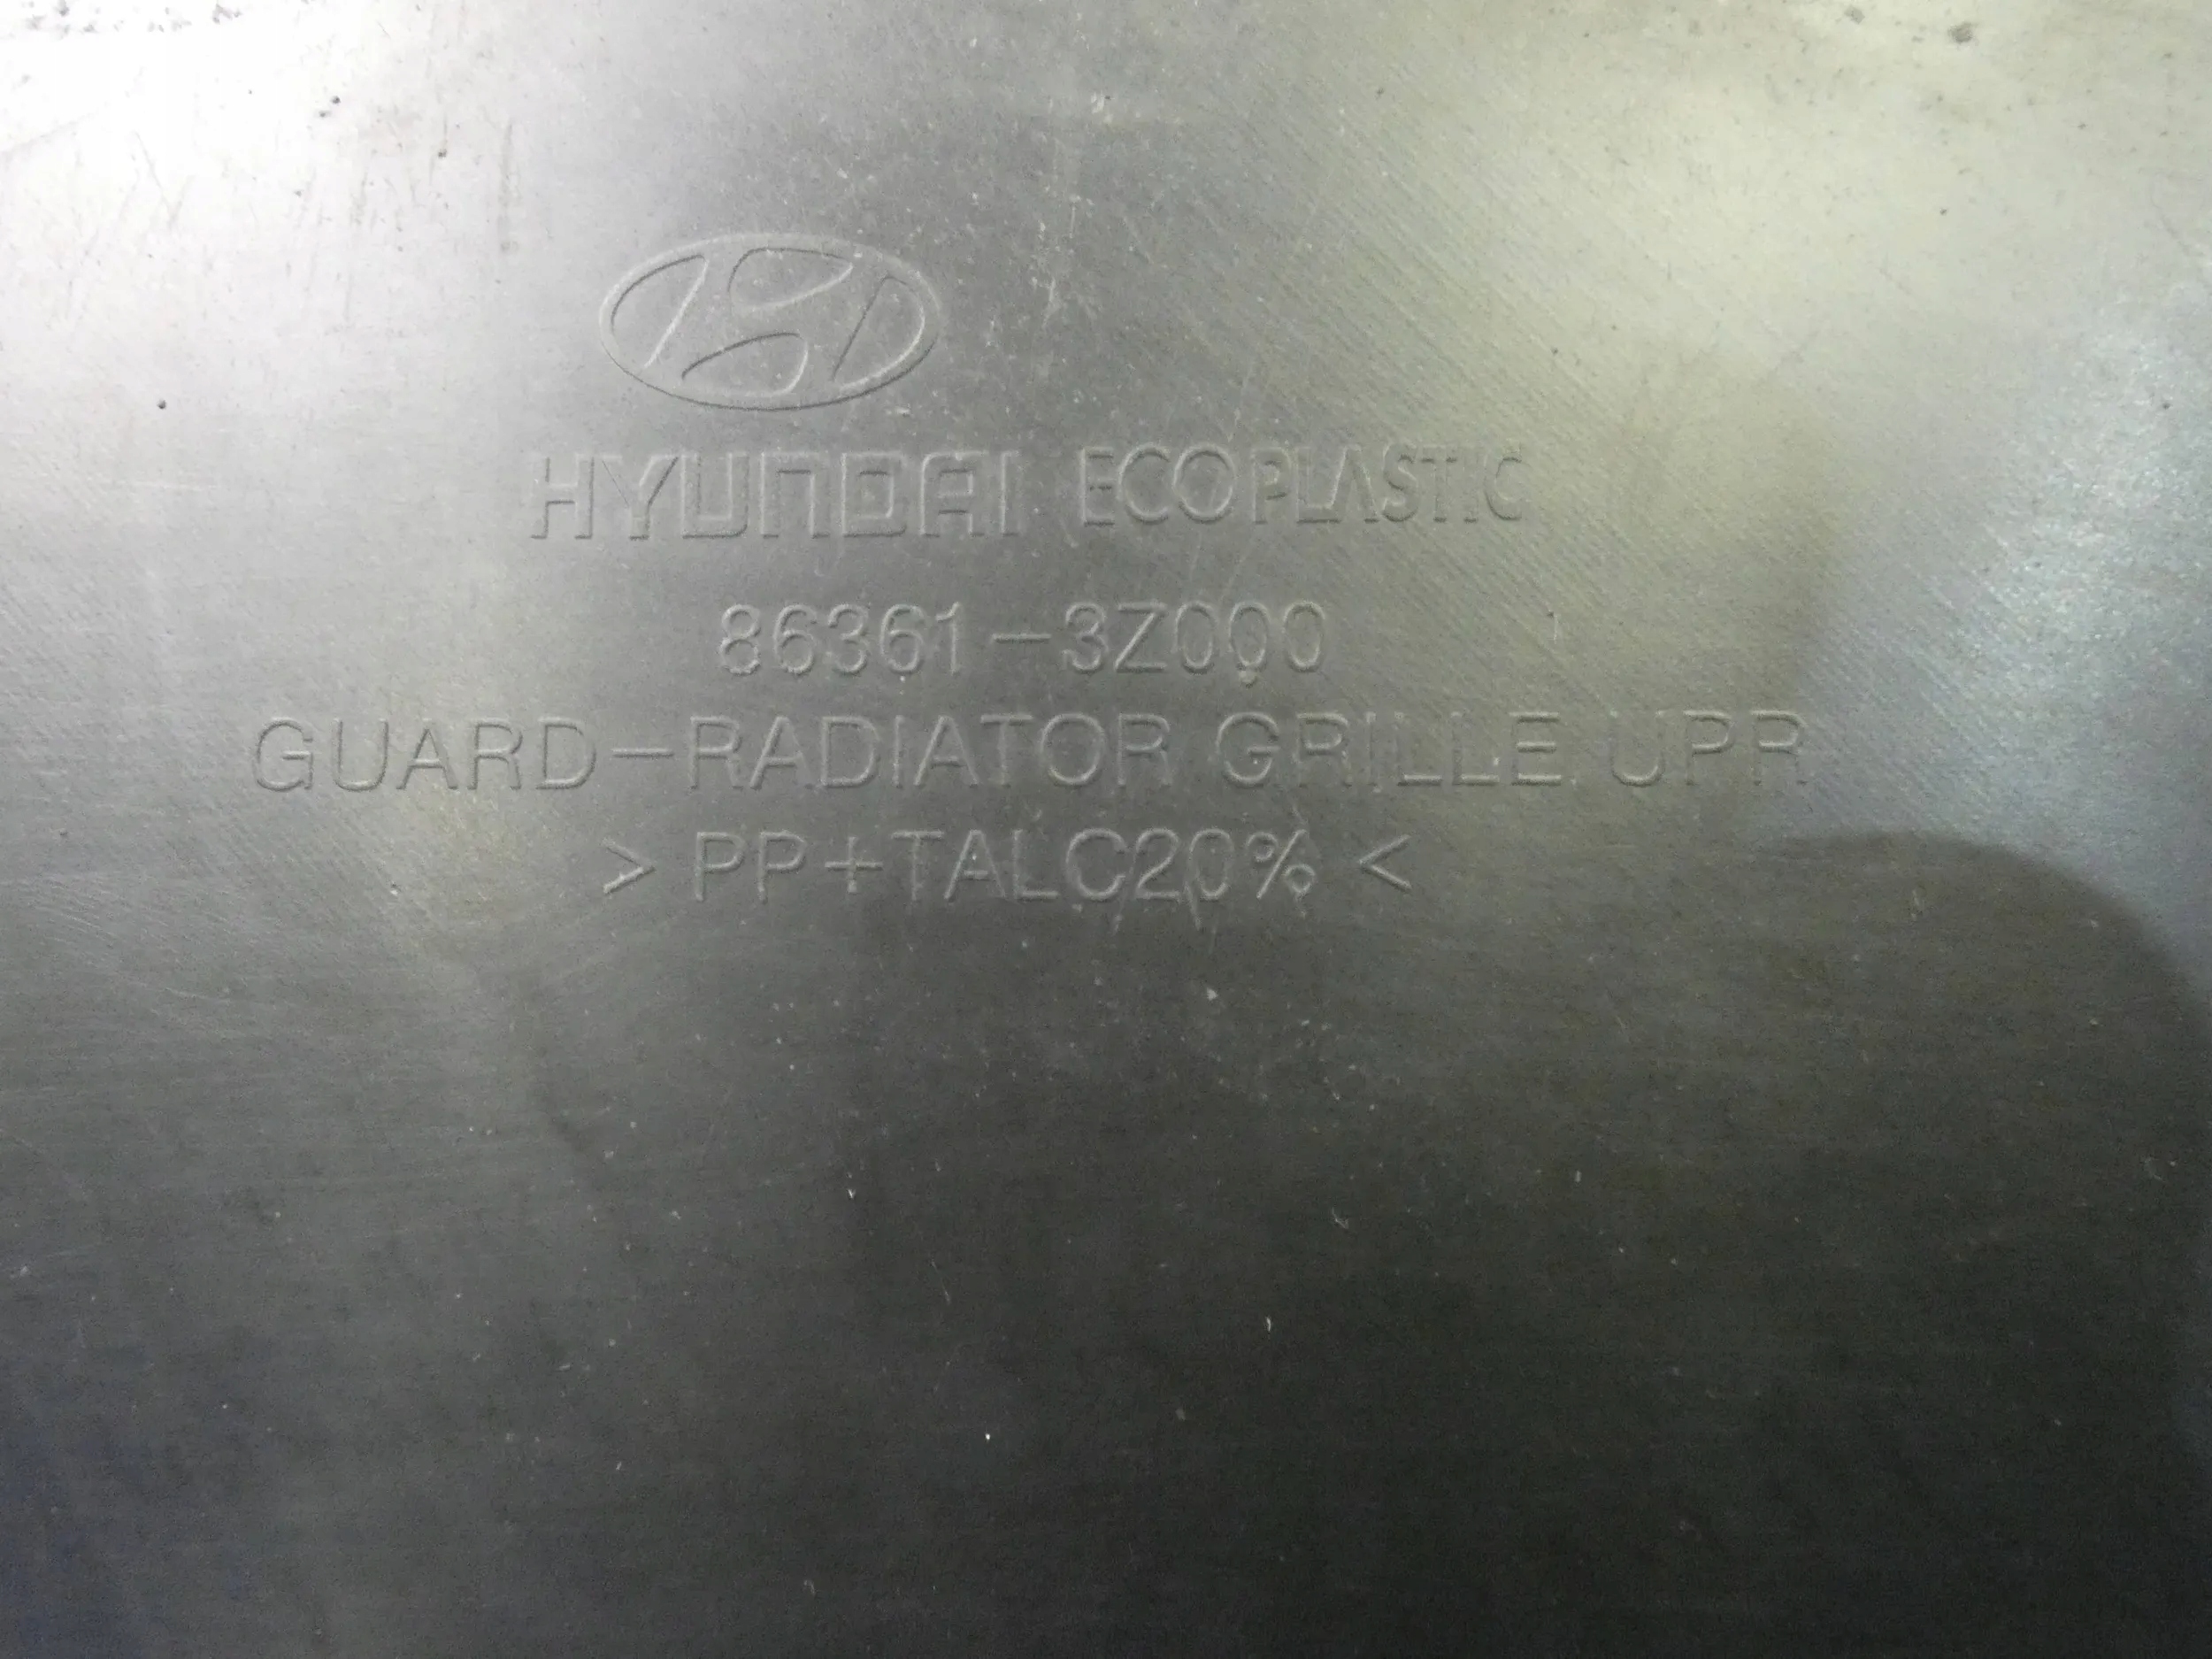 HYUNDAI ECOPLASTIC
86361-3Z000
GUARD-RADIATOR GRILLE UPR
> PP+TALC20% <